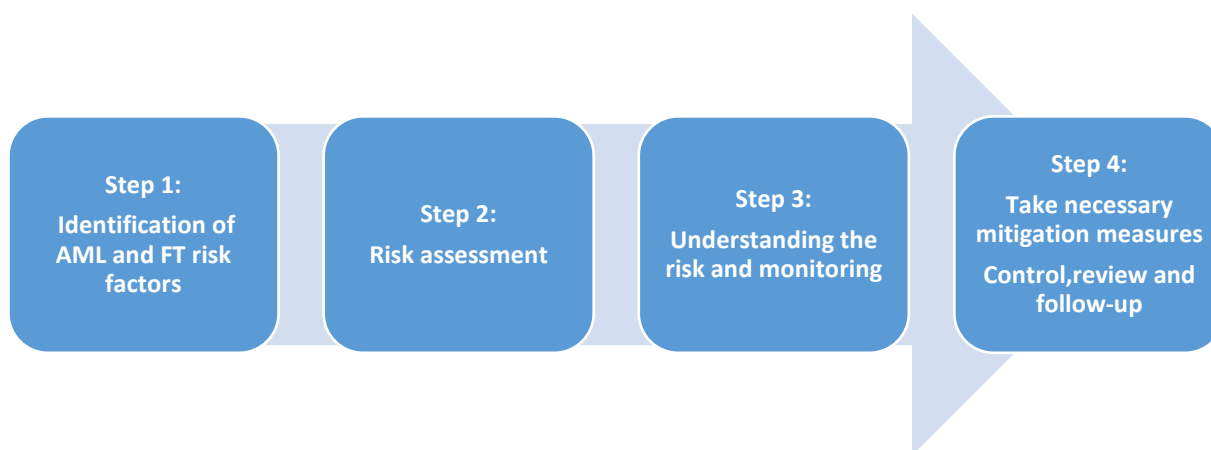 Step 1:
Identification of
AML and FT risk
factors
Step 2:
Risk assessment
Step 3:
Understanding the
risk and monitoring
Step 4:
Take necessary
mitigation measures
Control,review and
follow-up